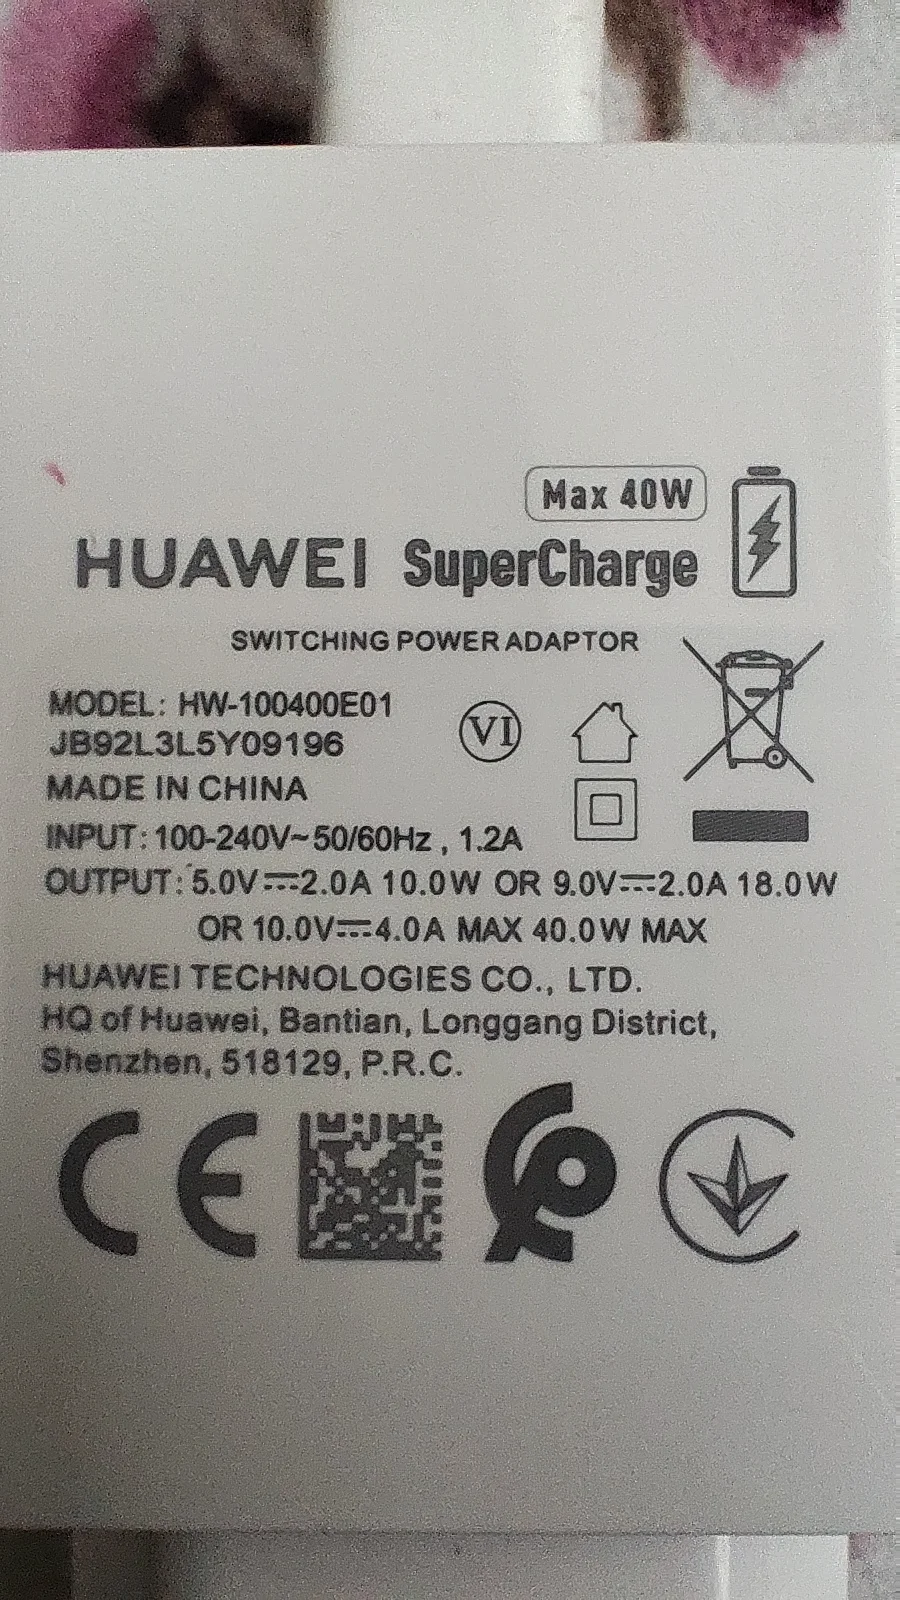 Max 40W
HUAWEI SuperCharge
SWITCHING POWER ADAPTOR
MODEL: HW-100400E01
JB92L3L5Y09196
VI
MADE IN CHINA
INPUT: 100-240V~50/60Hz , 1.2A
OUTPUT: 5.0V⎓2.0A 10.0W OR 9.0V⎓2.0A 18.0W
OR 10.0V⎓4.0A MAX 40.0W MAX
HUAWEI TECHNOLOGIES CO., LTD.
HQ of Huawei, Bantian, Longgang District,
Shenzhen, 518129, P.R.C.
CE